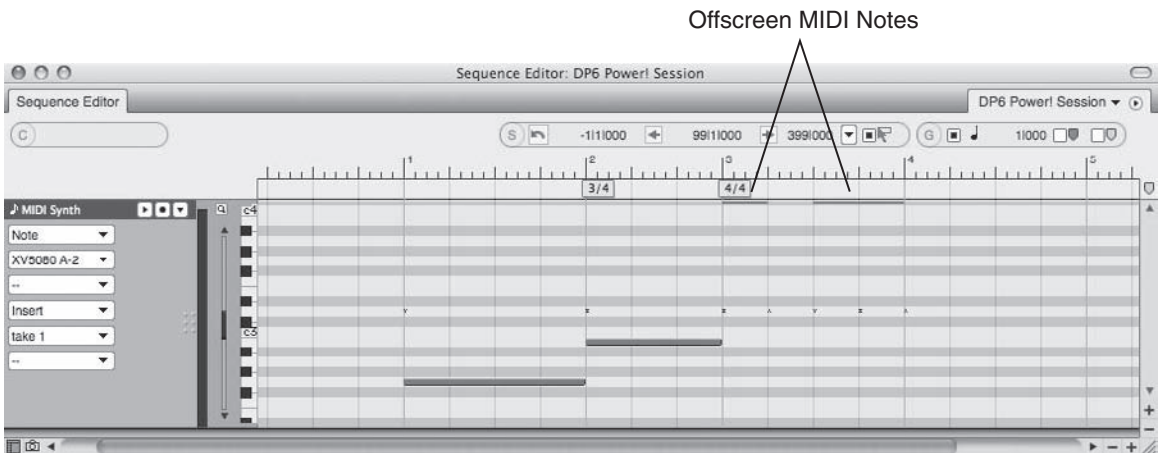 Offscreen MIDI Notes
Sequence Editor: DP6 Power! Session
Sequence Editor
DP6 Power! Session
C
S -1|1|000 99|1|000 399|000 G 1|000
1 2 3 4 5
3/4 4/4
MIDI Synth
c4
Note
XV5080 A-2
--
Insert
c3
take 1
--